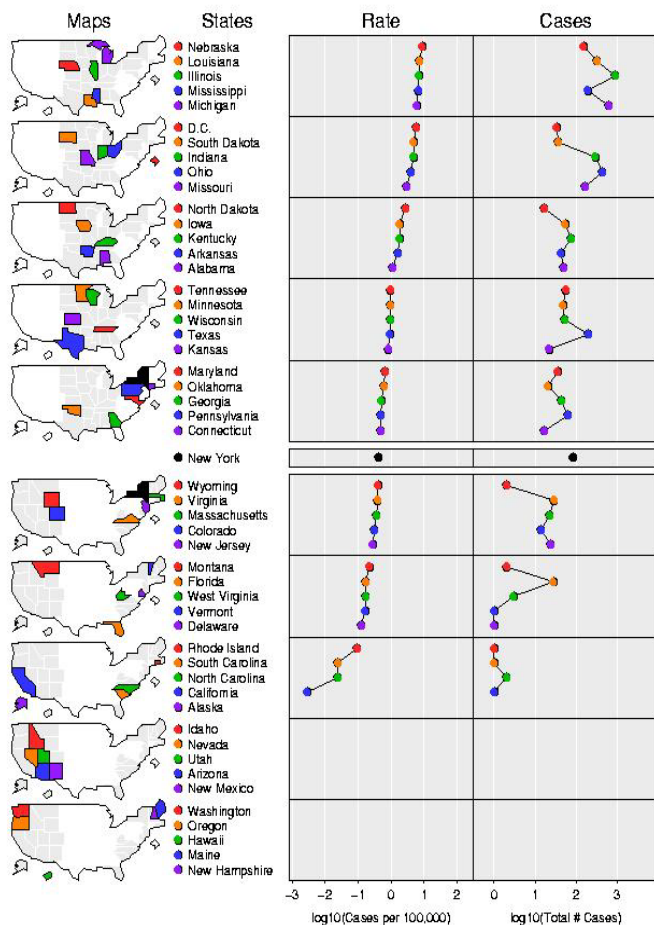 Maps States Rate Cases
Nebraska
Louisiana
Illinois
Mississippi
Michigan
D.C.
South Dakota
Indiana
Ohio
Missouri
North Dakota
Iowa
Kentucky
Arkansas
Alabama
Tennessee
Minnesota
Wisconsin
Texas
Kansas
Maryland
Oklahoma
Georgia
Pennsylvania
Connecticut
New York
Wyoming
Virginia
Massachusetts
Colorado
New Jersey
Montana
Florida
West Virginia
Vermont
Delaware
Rhode Island
South Carolina
North Carolina
California
Alaska
Idaho
Nevada
Utah
Arizona
New Mexico
Washington
Oregon
Hawaii
Maine
New Hampshire
−3 −2 −1 0 1 2 0 1 2 3
log10(Cases per 100,000) log10(Total # Cases)